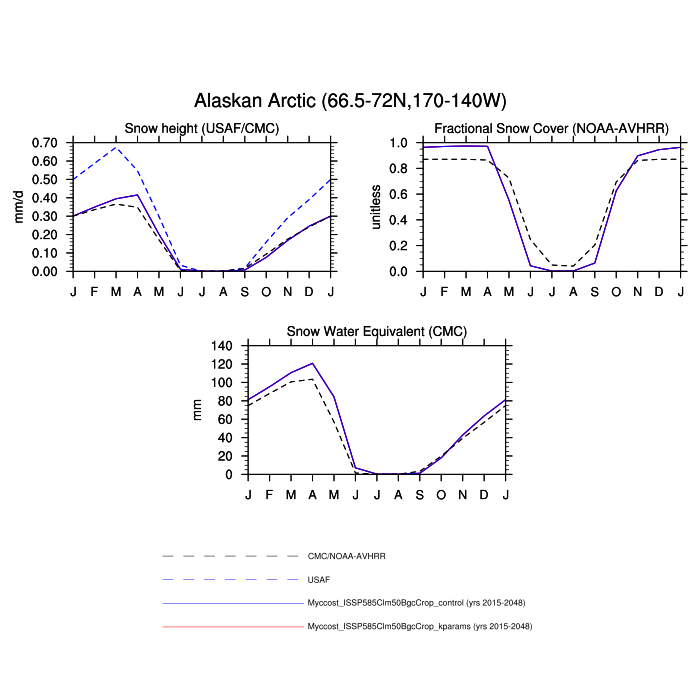 Alaskan Arctic (66.5-72N,170-140W)
Snow height (USAF/CMC)
mm/d
0.70
0.60
0.50
0.40
0.30
0.20
0.10
0.00
J F M A M J J A S O N D J
Fractional Snow Cover (NOAA-AVHRR)
unitless
1.0
0.8
0.6
0.4
0.2
0.0
J F M A M J J A S O N D J
Snow Water Equivalent (CMC)
mm
140
120
100
80
60
40
20
0
J F M A M J J A S O N D J
CMC/NOAA-AVHRR
USAF
Myccost_ISSP585Clm50BgcCrop_control (yrs 2015-2048)
Myccost_ISSP585Clm50BgcCrop_kparams (yrs 2015-2048)